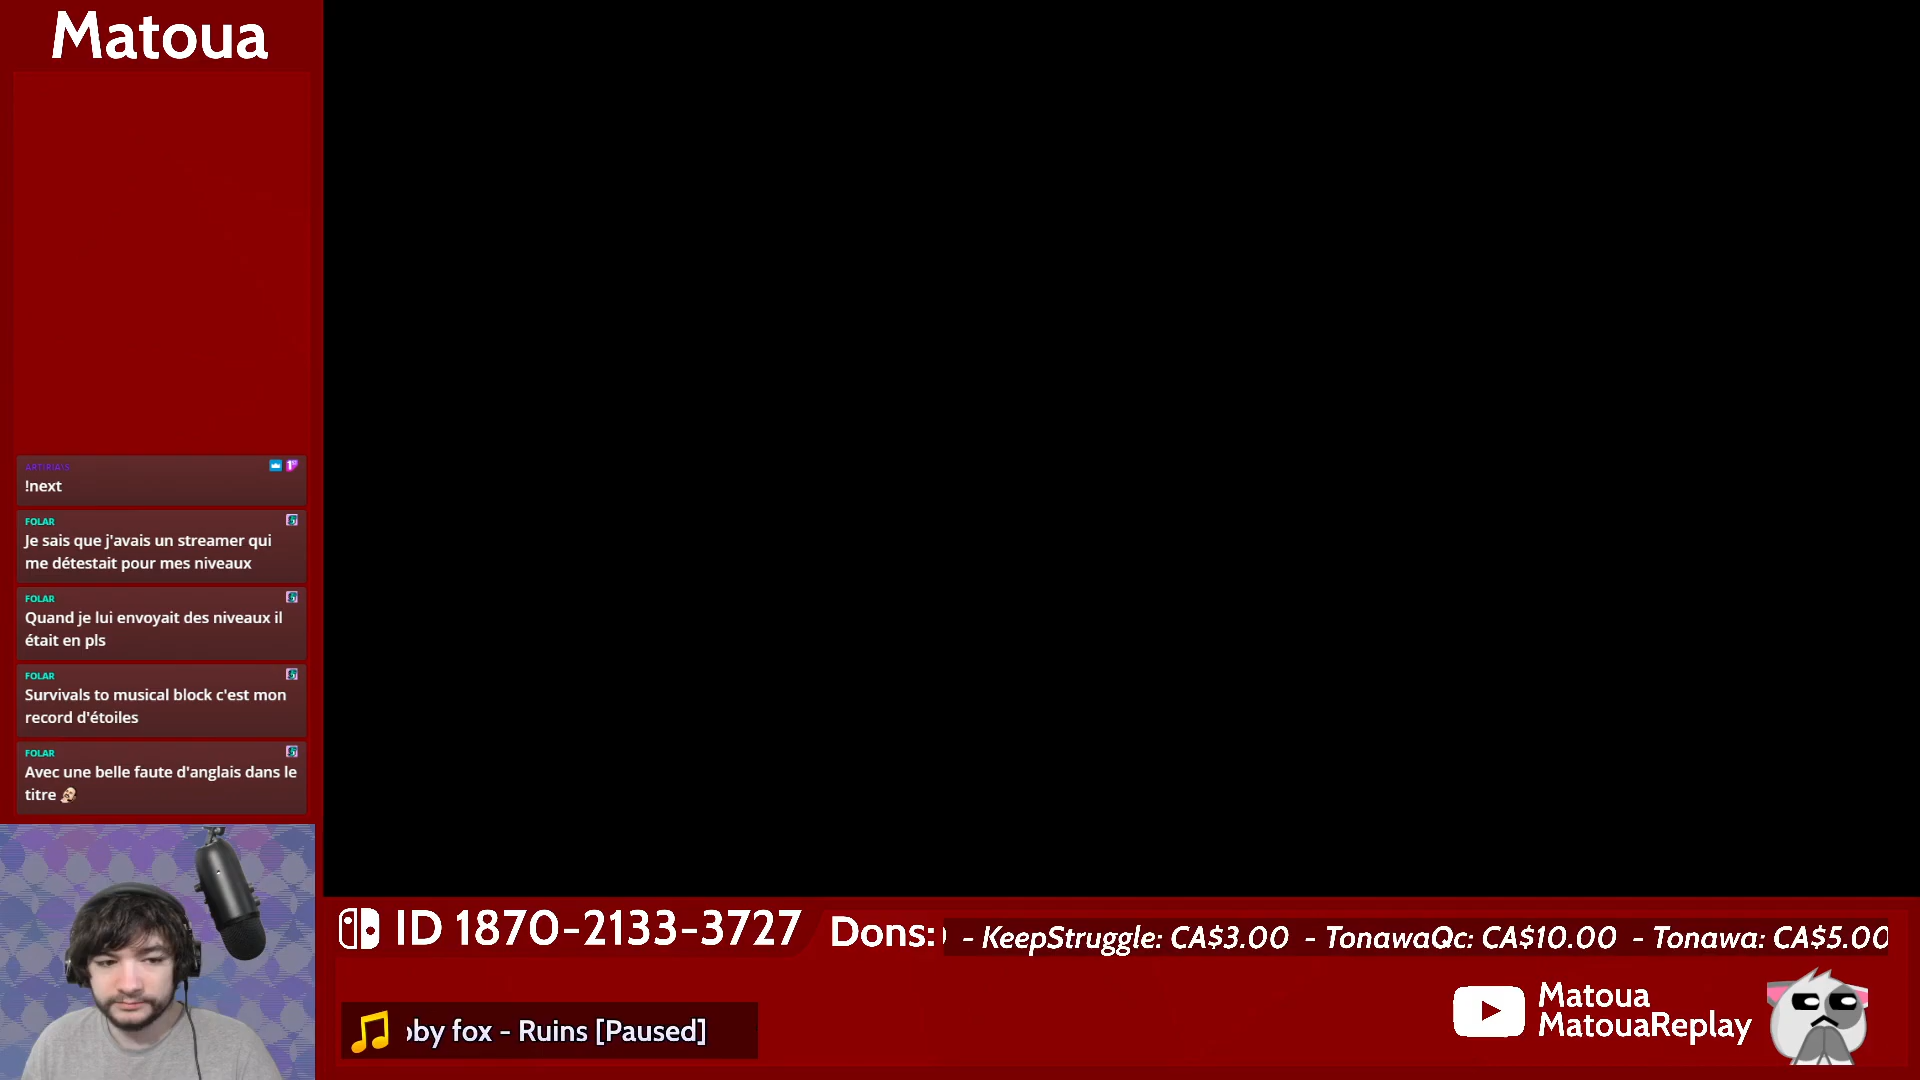 Matoua
ARTIRIA\S
!next
FOLAR
Je sais que j'avais un streamer qui
me détestait pour mes niveaux
FOLAR
Quand je lui envoyait des niveaux il
était en pls
FOLAR
Survivals to musical block c'est mon
record d'étoiles
FOLAR
Avec une belle faute d'anglais dans le
titre
ID 1870-2133-3727
Dons: - KeepStruggle: CA$3.00 - TonawaQc: CA$10.00 - Tonawa: CA$5.00
by fox - Ruins [Paused]
Matoua
MatouaReplay